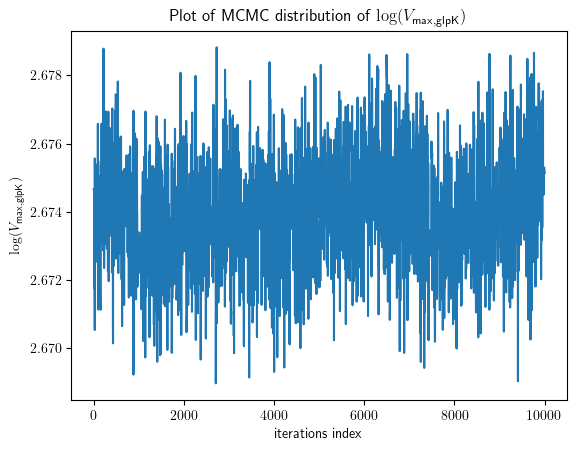 Plot of MCMC distribution of log(V_max,glpK)
log(V_max,glpK)
2.678
2.676
2.674
2.672
2.670
0 2000 4000 6000 8000 10000
iterations index